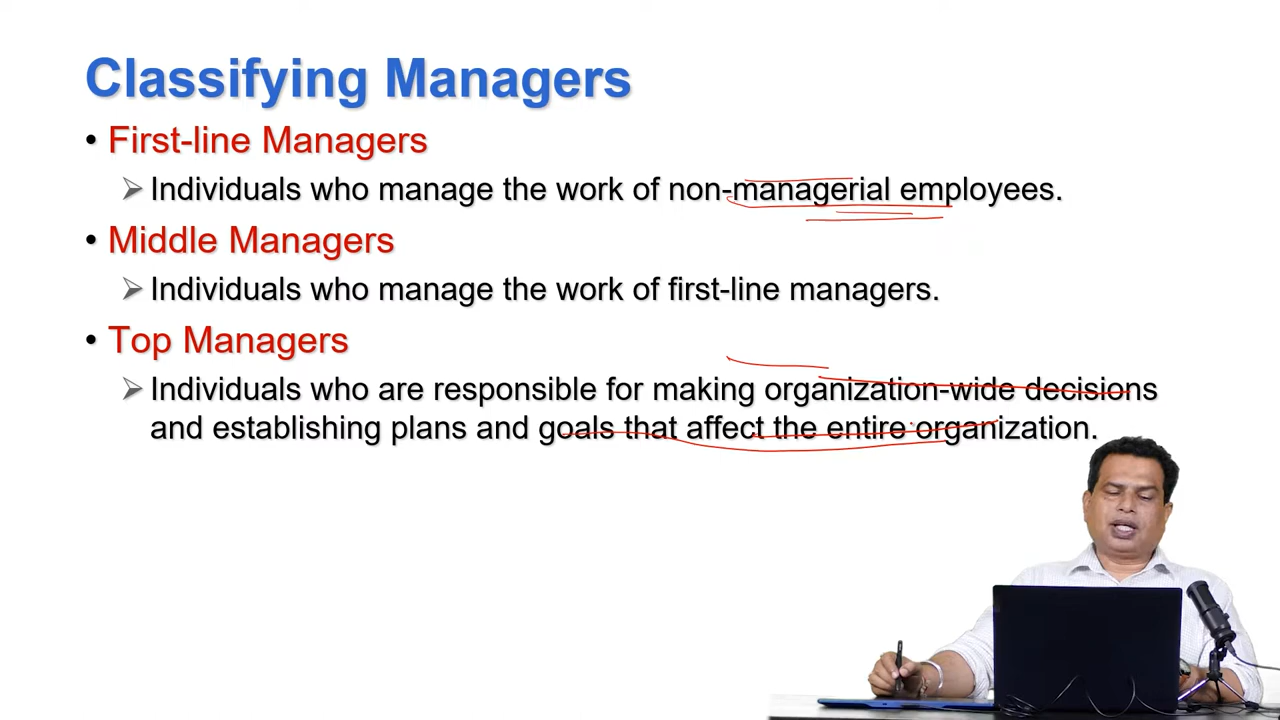 Classifying Managers
• First-line Managers
➢ Individuals who manage the work of non-managerial employees.
• Middle Managers
➢ Individuals who manage the work of first-line managers.
• Top Managers
➢ Individuals who are responsible for making organization-wide decisions
and establishing plans and goals that affect the entire organization.